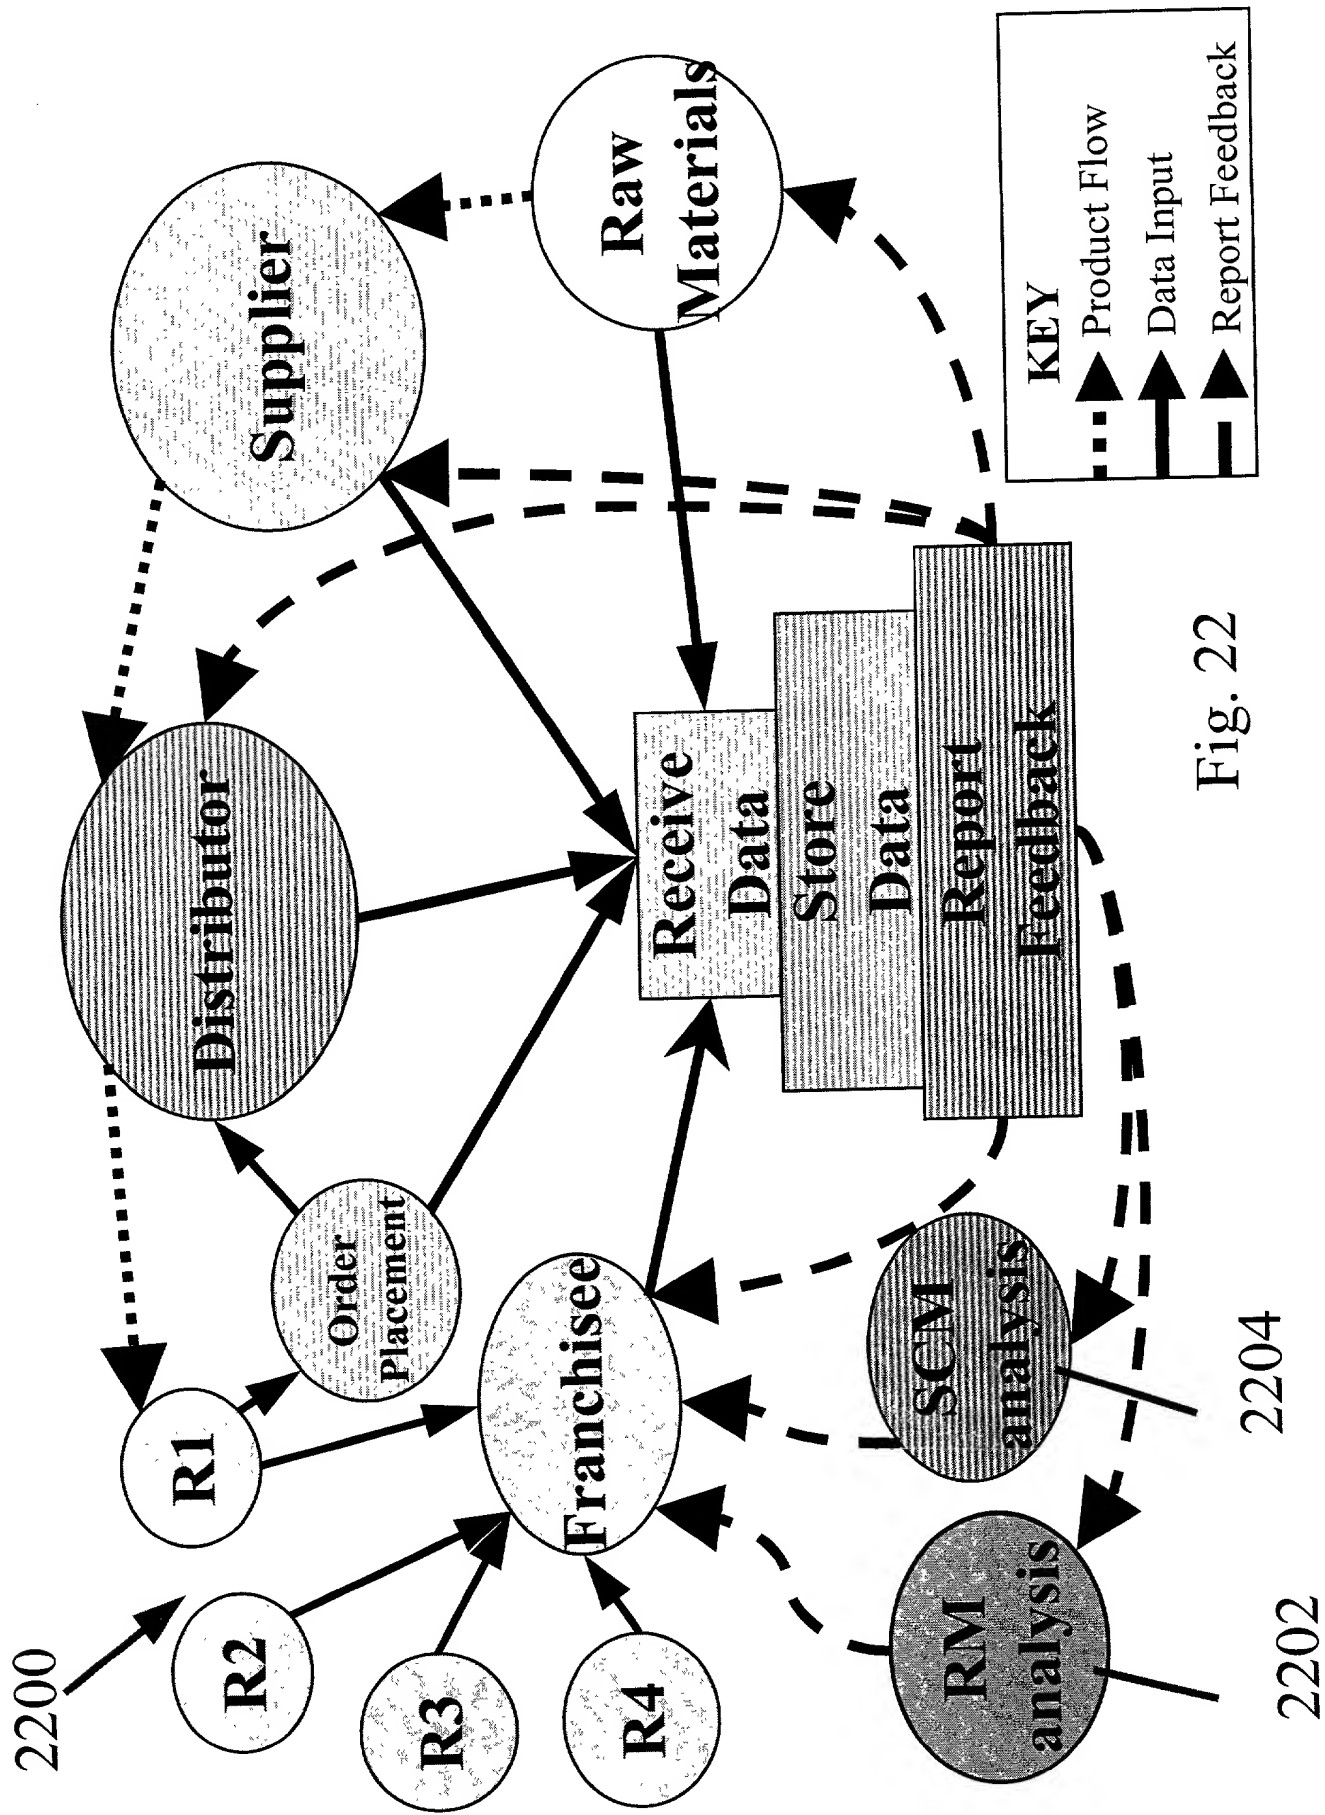 2200
R2
R1
Distributor
Supplier
R3
Order
Placement
R4
Franchisee
Raw
Materials
Receive
Data
Store
Data
Report
Feedback
RM
analysis
SCM
analysis
KEY
Product Flow
Data Input
Report Feedback
2202
2204
Fig. 22